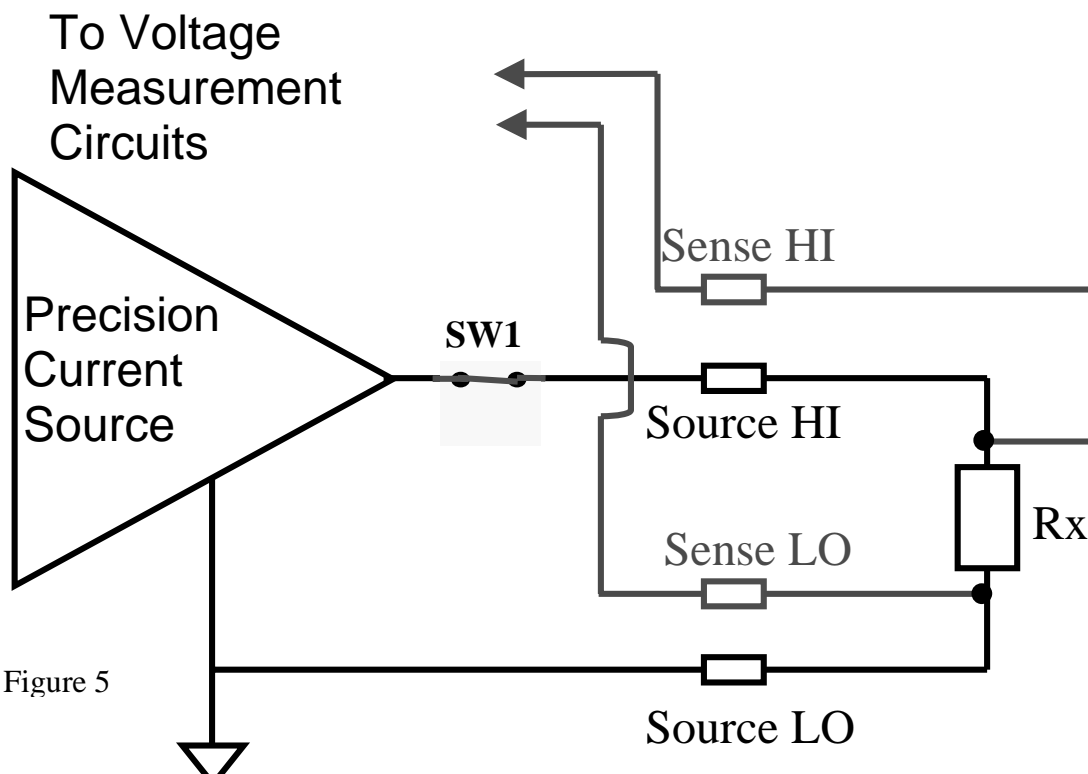 To Voltage
Measurement
Circuits
Sense HI
Precision
Current
Source
SW1
Source HI
Rx
Sense LO
Figure 5
Source LO